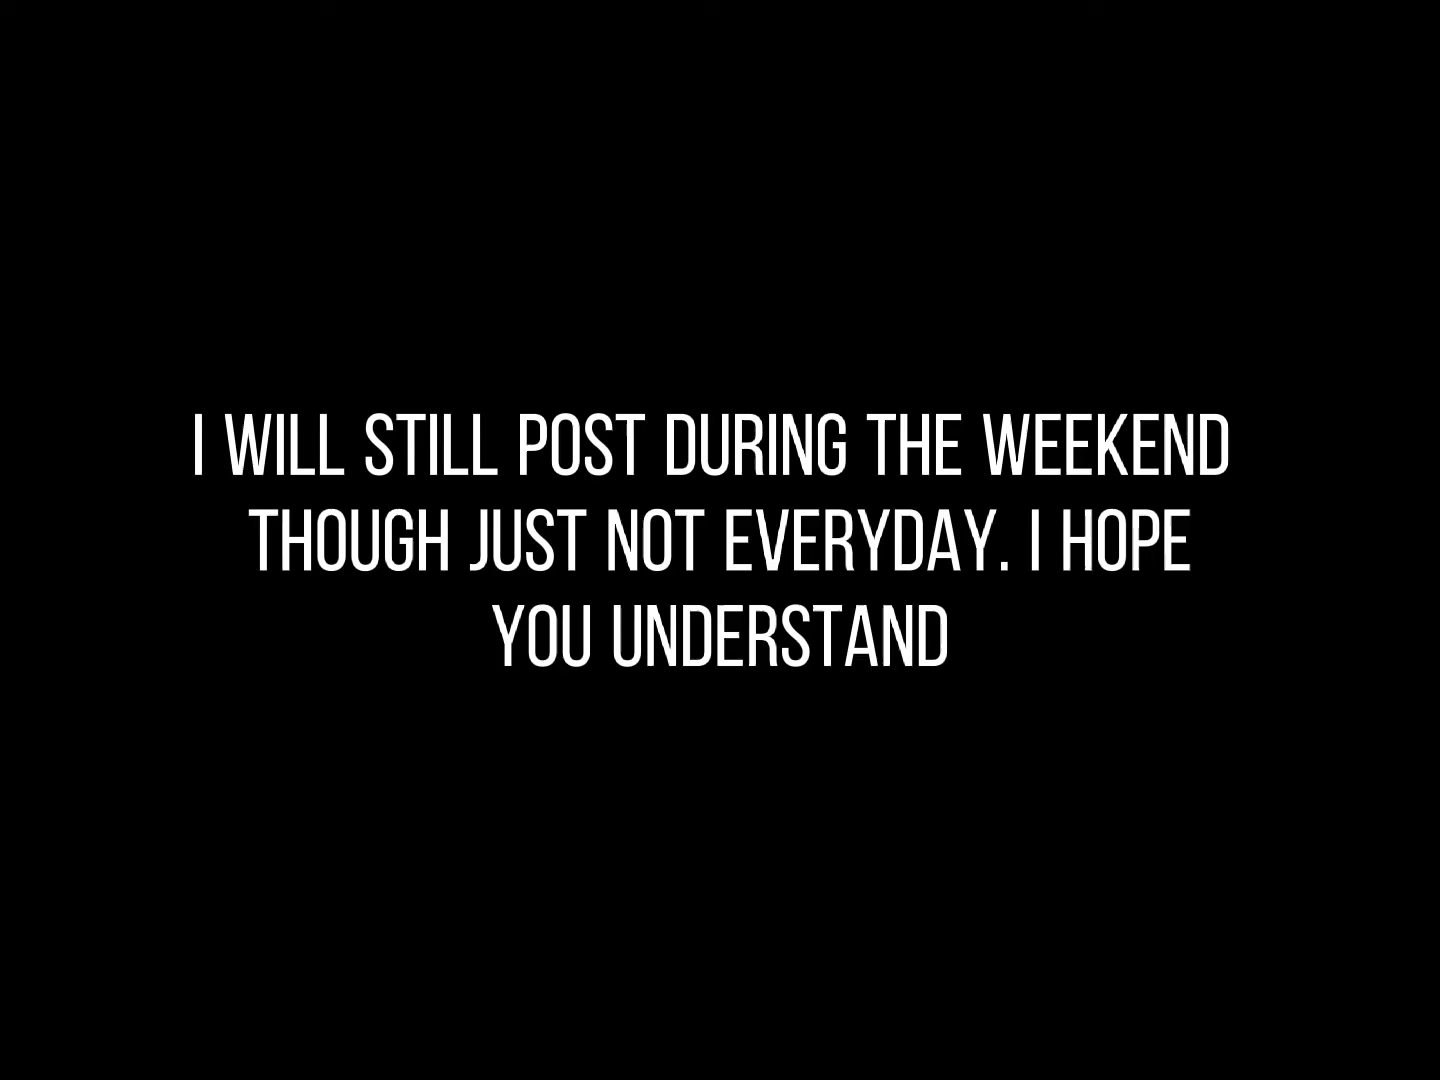 I WILL STILL POST DURING THE WEEKEND
THOUGH JUST NOT EVERYDAY. I HOPE
YOU UNDERSTAND